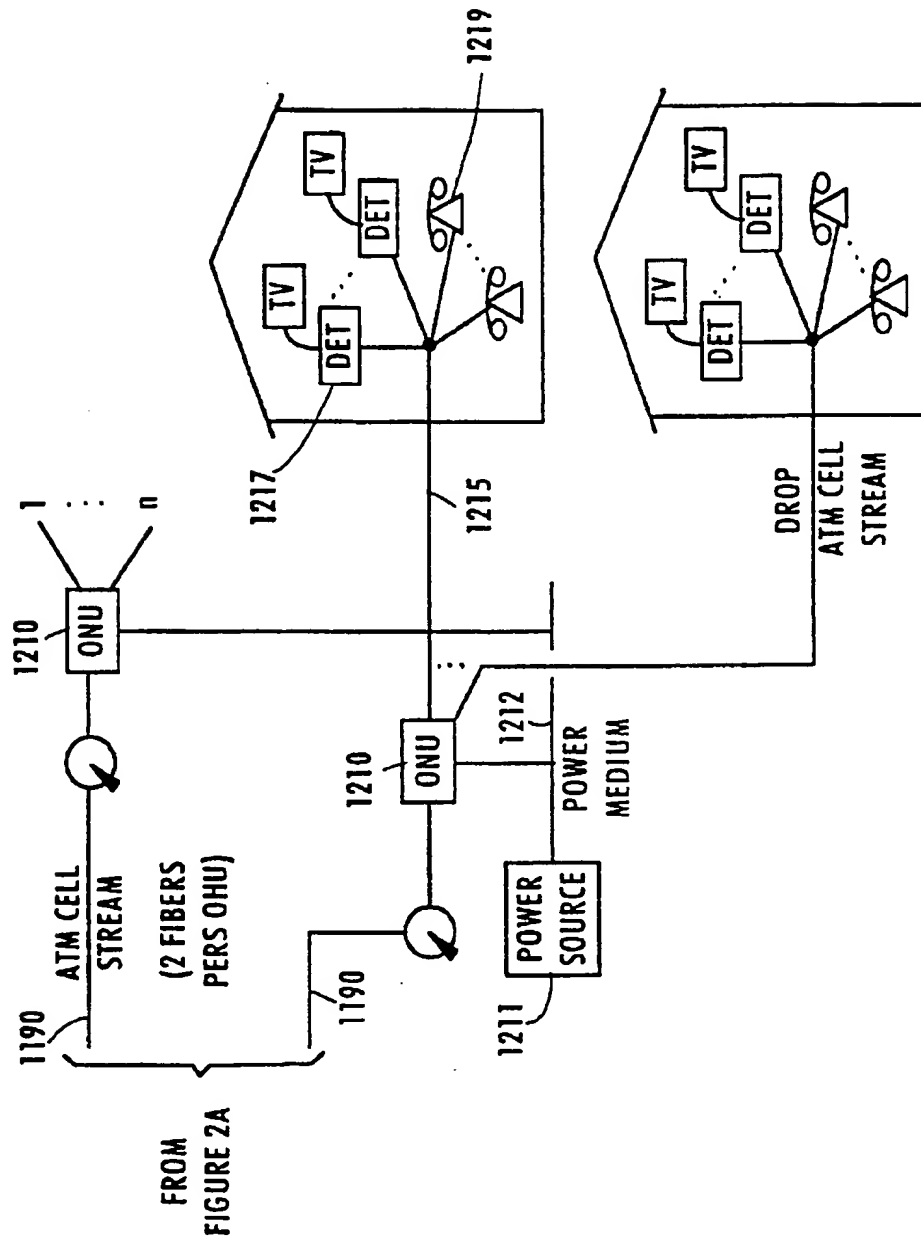 FROM
FIGURE 2A
1190
ATM CELL
STREAM
(2 FIBERS
PERS OHU)
1190
1210
ONU
1
...
n
1210
ONU
...
1211
POWER
SOURCE
1212
POWER
MEDIUM
1215
DROP
ATM CELL
STREAM
1217
TV
DET
...
TV
DET
...
1219
TV
DET
...
TV
DET
...